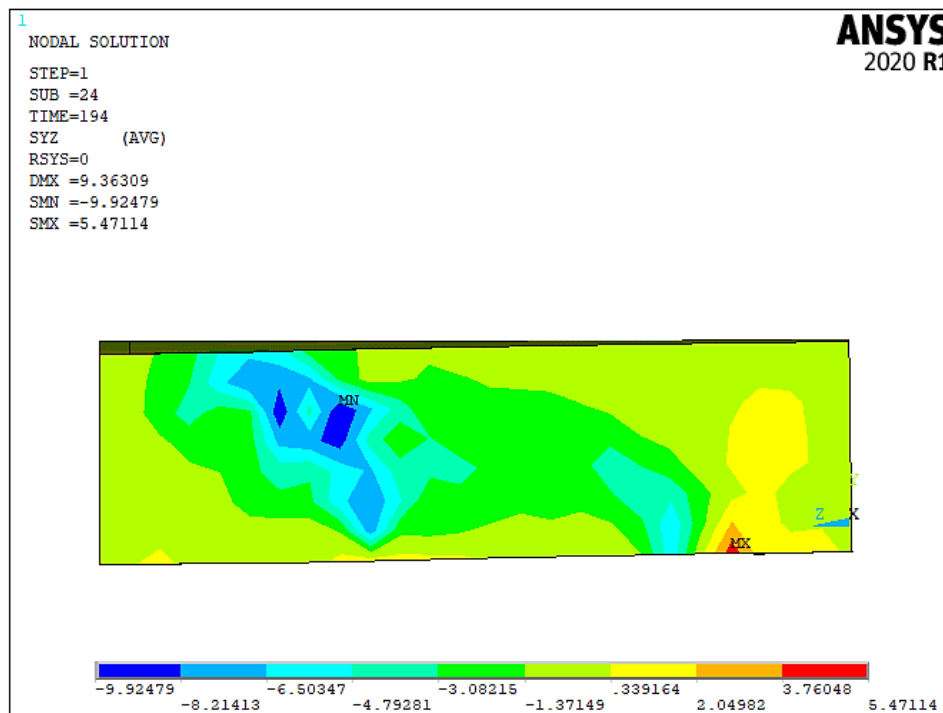 1
NODAL SOLUTION
STEP=1
SUB =24
TIME=194
SYZ (AVG)
RSYS=0
DMX =9.36309
SMN =-9.92479
SMX =5.47114
ANSYS
2020 R1
MN
Y
Z X
MX
-9.92479 -6.50347 -3.08215 .339164 3.76048
-8.21413 -4.79281 -1.37149 2.04982 5.47114